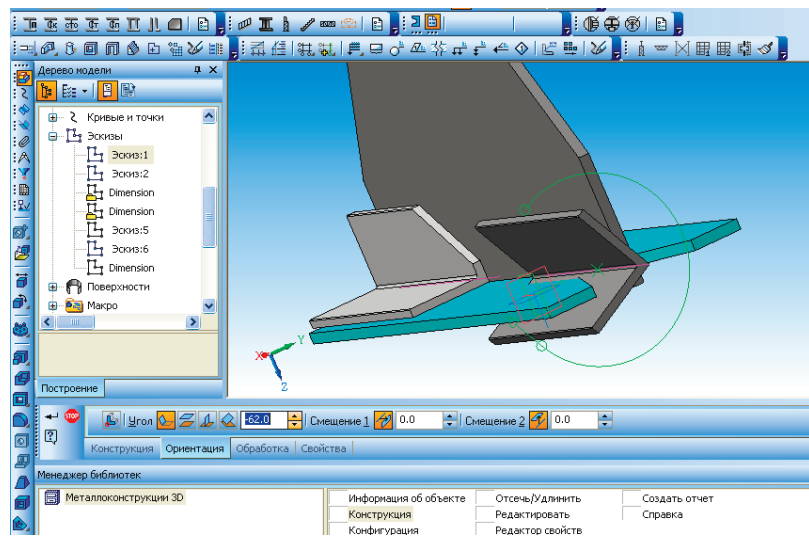 Дерево модели
Кривые и точки
Эскизы
Эскиз:1
Эскиз:2
Dimension
Dimension
Эскиз:5
Эскиз:6
Dimension
Поверхности
Макро
Y
X
Z
Построение
STOP Угол -62.0 Смещение 1 0.0 Смещение 2 0.0
Конструкция Ориентация Обработка Свойства
Менеджер библиотек
Металлоконструкции 3D
Информация об объекте Отсечь/Удлинить Создать отчет
Конструкция Редактировать Справка
Конфигурация Редактор свойств